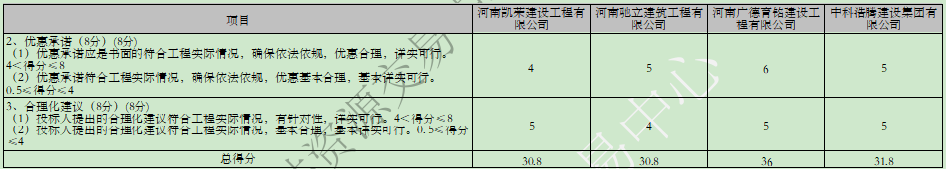 项目
河南凯荣建设工程有限公司
河南驰立建筑工程有限公司
河南广德育铭建设工程有限公司
中科浩腾建设集团有限公司
2、优惠承诺（8分）(8分)
（1）优惠承诺应是书面的符合工程实际情况，确保依法依规，优惠合理，详实可行。
4＜得分≤8
（2）优惠承诺符合工程实际情况，确保依法依规，优惠基本合理，基本详实可行。
0.5≤得分≤4
4 5 6 5
3、合理化建议（8分）(8分)
（1）投标人提出的合理化建议符合工程实际情况，有针对性，详实可行。4＜得分≤8
（2）投标人提出的合理化建议符合工程实际情况，基本合理，基本详实可行。0.5≤得分
≤4
5 4 5 5
总得分 30.8 30.8 36 31.8
资源交易
易中心